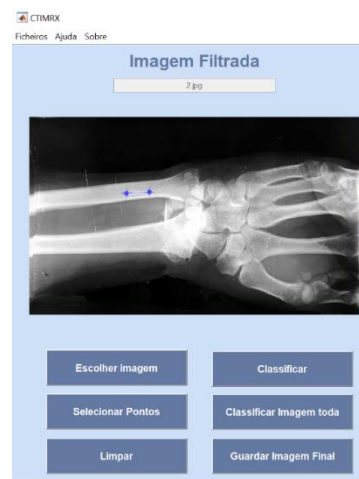 CTIMRX
Ficheiros Ajuda Sobre
Imagem Filtrada
2.jpg
Escolher imagem
Classificar
Selecionar Pontos
Classificar Imagem toda
Limpar
Guardar Imagem Final